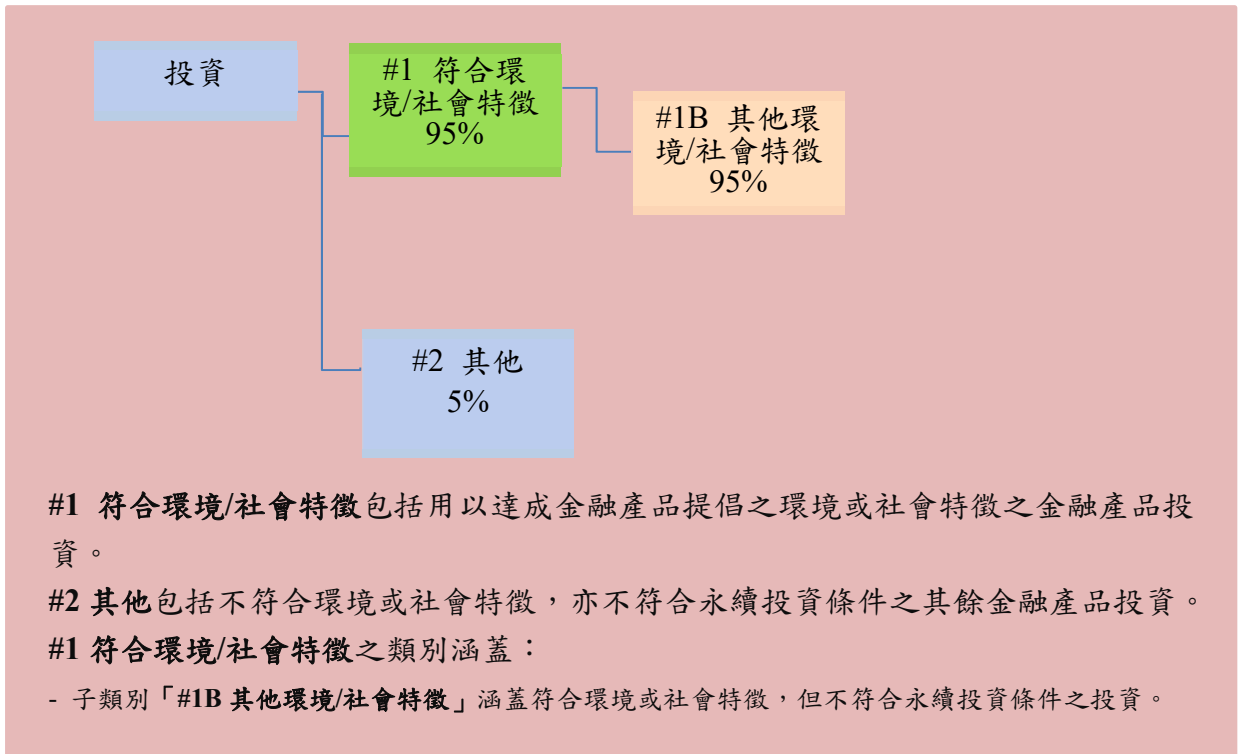 投資
#1 符合環
境/社會特徵
95%
#1B 其他環
境/社會特徵
95%
#2 其他
5%
#1 符合環境/社會特徵包括用以達成金融產品提倡之環境或社會特徵之金融產品投
資。
#2 其他包括不符合環境或社會特徵，亦不符合永續投資條件之其餘金融產品投資。
#1 符合環境/社會特徵之類別涵蓋：
- 子類別「#1B 其他環境/社會特徵」涵蓋符合環境或社會特徵，但不符合永續投資條件之投資。